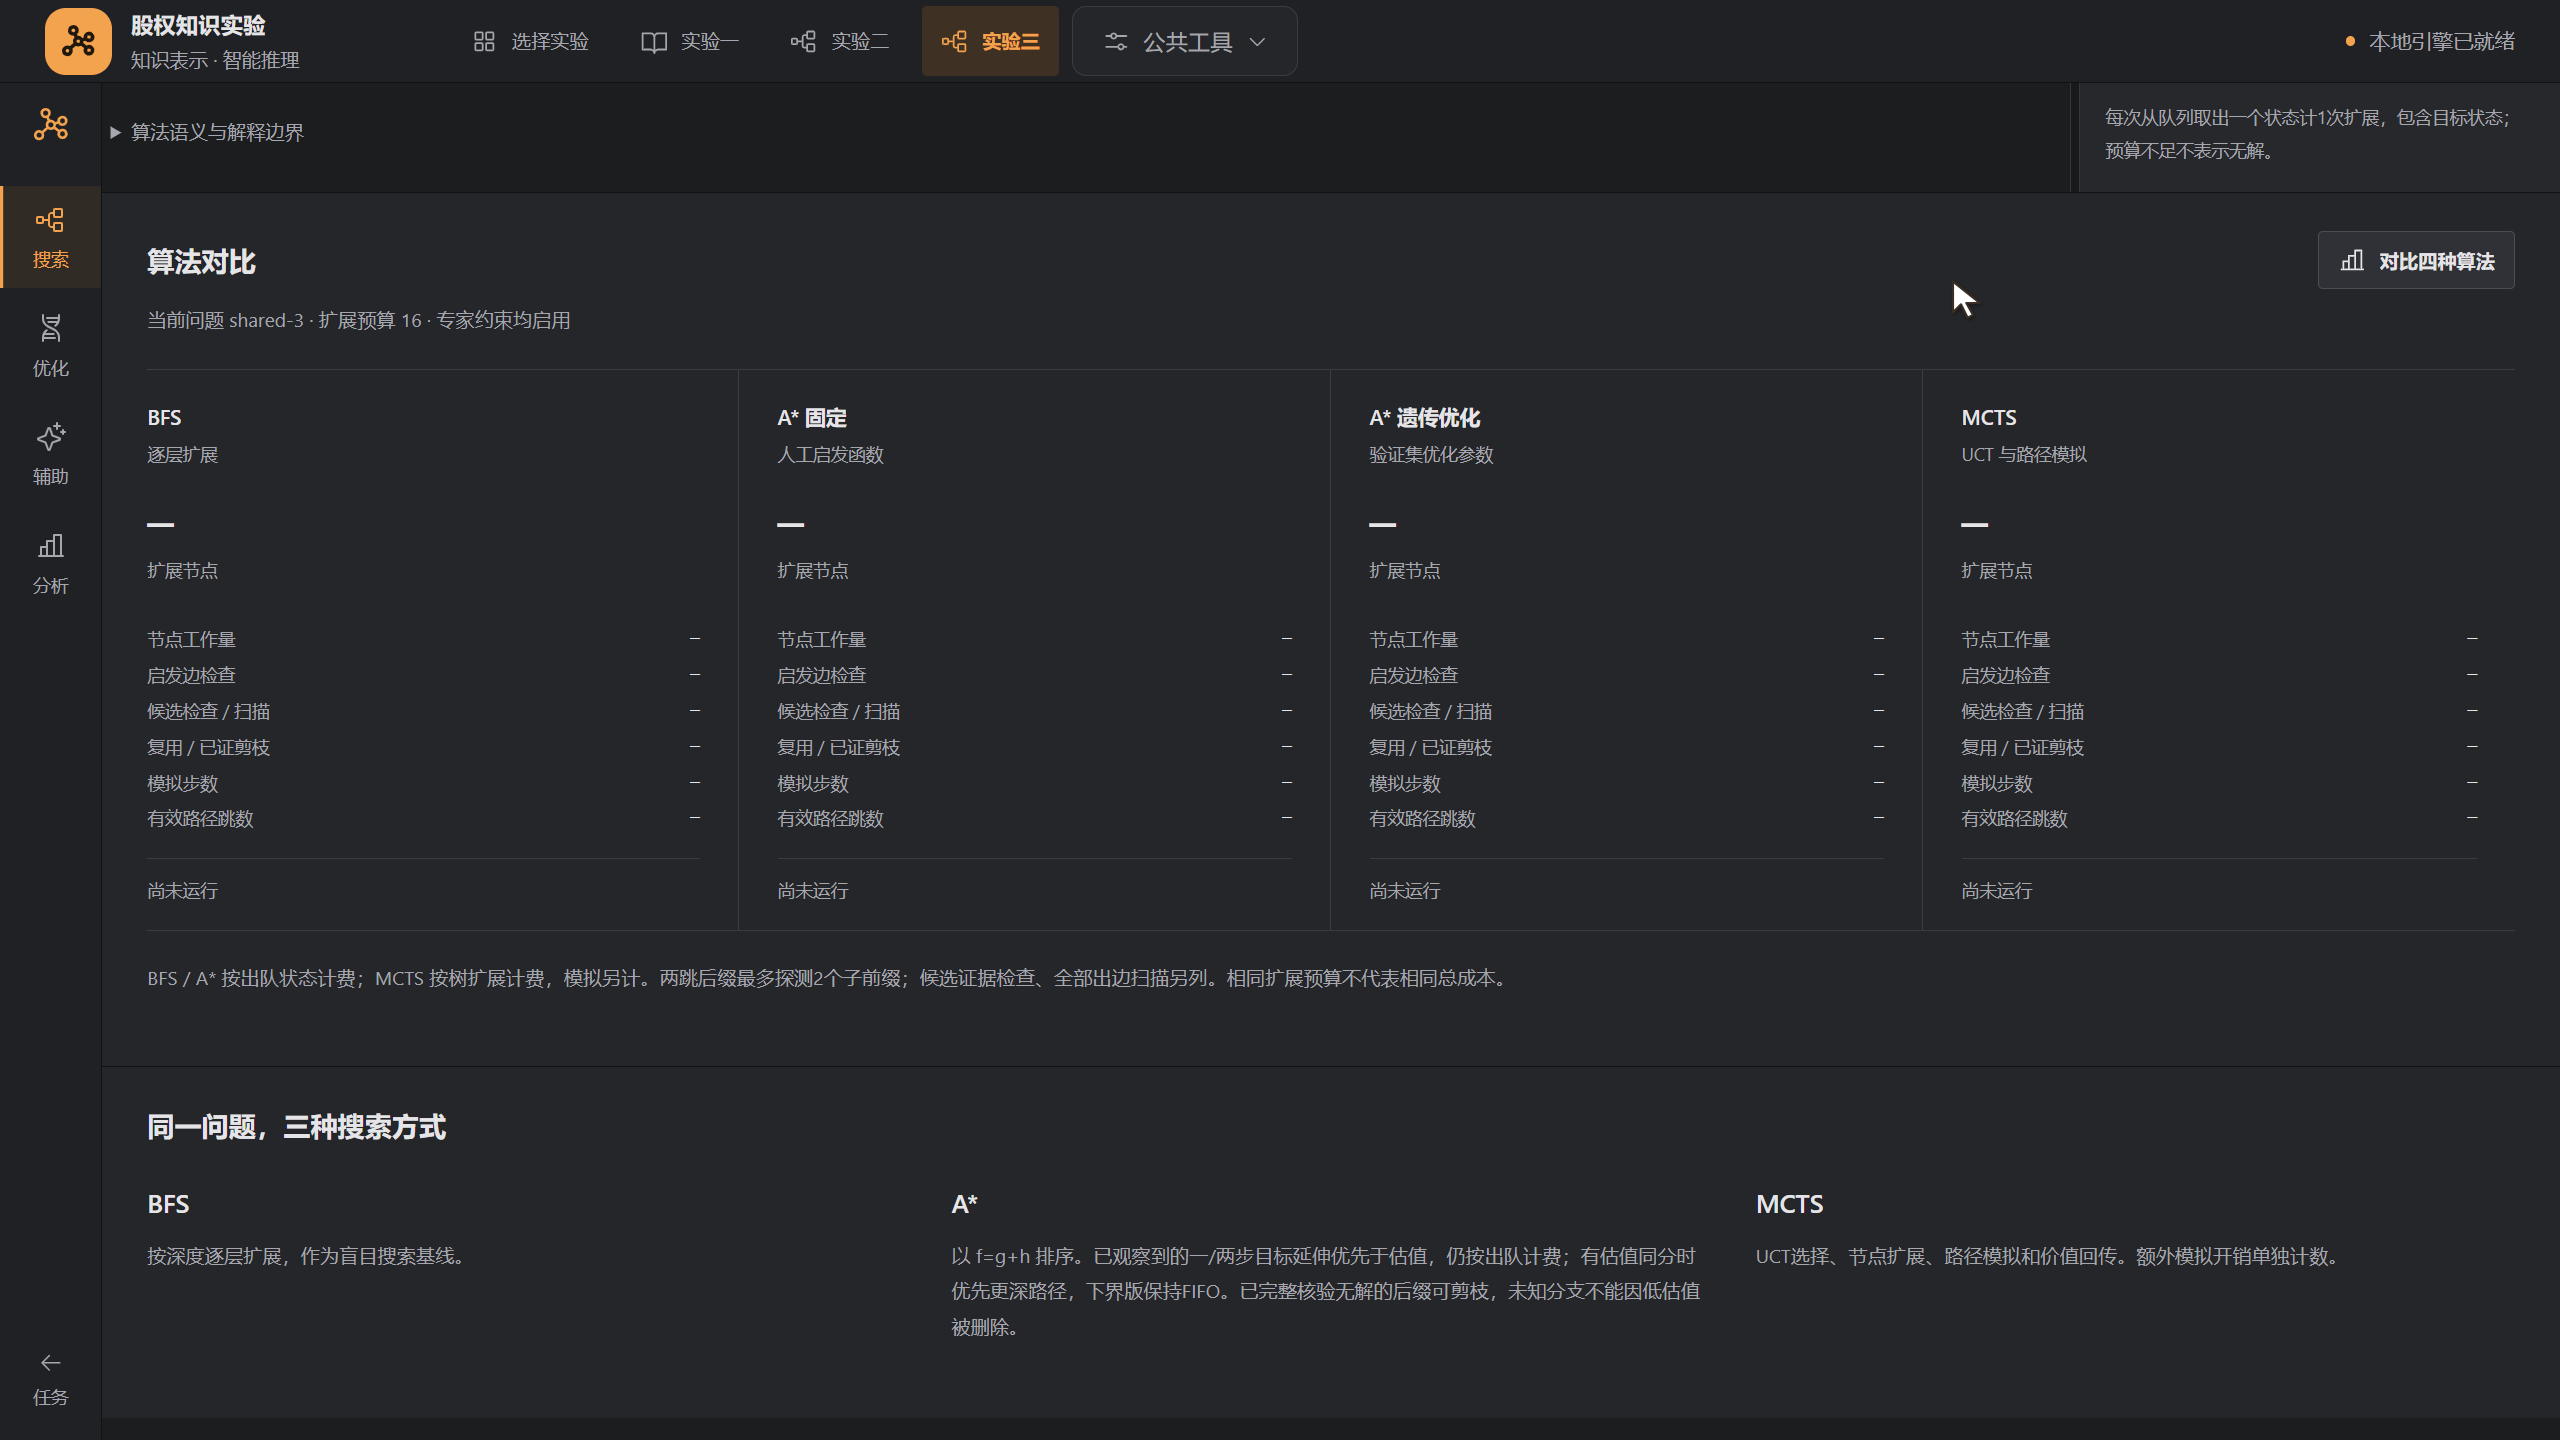 股权知识实验
知识表示 · 智能推理
选择实验
实验一
实验二
实验三
公共工具
本地引擎已就绪
搜索
优化
辅助
分析
任务
算法语义与解释边界
每次从队列取出一个状态计1次扩展，包含目标状态；
预算不足不表示无解。
算法对比
对比四种算法
当前问题 shared-3 · 扩展预算 16 · 专家约束均启用
BFS
逐层扩展
—
扩展节点
节点工作量 –
启发边检查 –
候选检查 / 扫描 –
复用 / 已证剪枝 –
模拟步数 –
有效路径跳数 –
尚未运行
A* 固定
人工启发函数
—
扩展节点
节点工作量 –
启发边检查 –
候选检查 / 扫描 –
复用 / 已证剪枝 –
模拟步数 –
有效路径跳数 –
尚未运行
A* 遗传优化
验证集优化参数
—
扩展节点
节点工作量 –
启发边检查 –
候选检查 / 扫描 –
复用 / 已证剪枝 –
模拟步数 –
有效路径跳数 –
尚未运行
MCTS
UCT 与路径模拟
—
扩展节点
节点工作量 –
启发边检查 –
候选检查 / 扫描 –
复用 / 已证剪枝 –
模拟步数 –
有效路径跳数 –
尚未运行
BFS / A* 按出队状态计费；MCTS 按树扩展计费，模拟另计。两跳后缀最多探测2个子前缀；候选证据检查、全部出边扫描另列。相同扩展预算不代表相同总成本。
同一问题，三种搜索方式
BFS
按深度逐层扩展，作为盲目搜索基线。
A*
以 f=g+h 排序。已观察到的一/两步目标延伸优先于估值，仍按出队计费；有估值同分时
优先更深路径，下界版保持FIFO。已完整核验无解的后缀可剪枝，未知分支不能因低估值
被删除。
MCTS
UCT选择、节点扩展、路径模拟和价值回传。额外模拟开销单独计数。